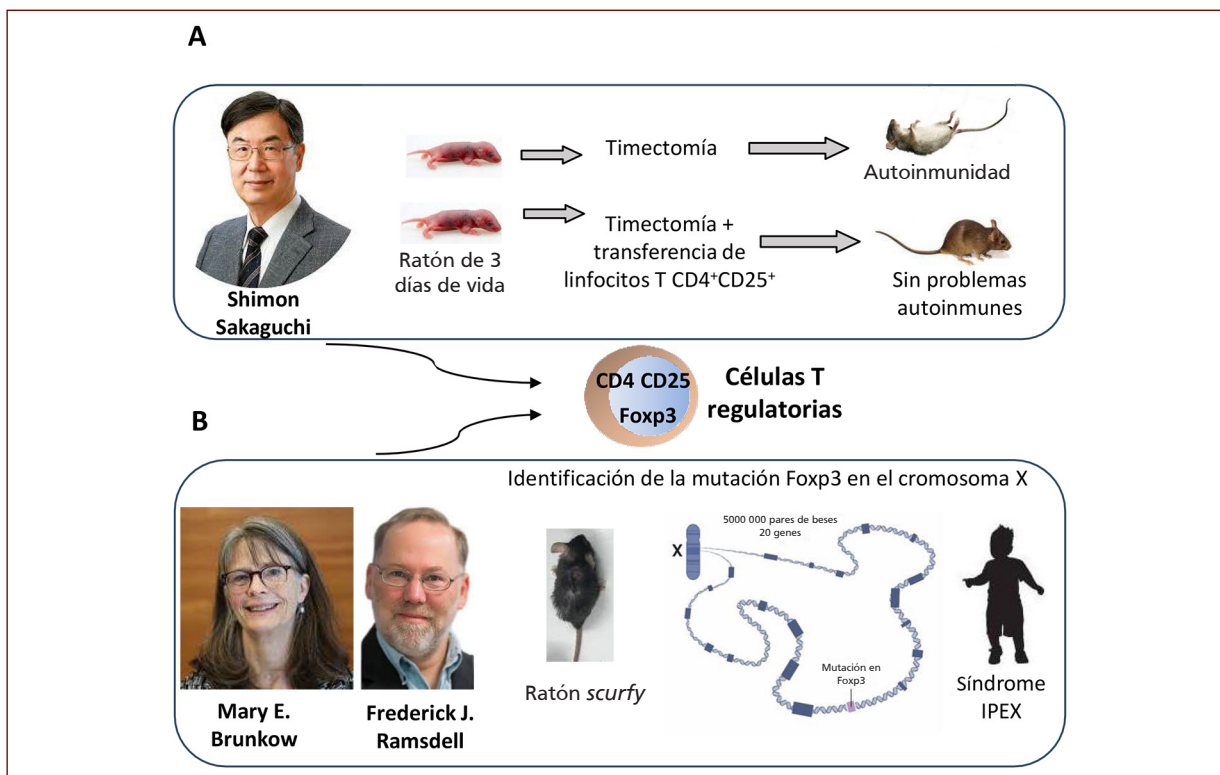 A
Timectomía
Autoinmunidad
Ratón de 3
días de vida
Timectomía +
transferencia de
linfocitos T CD4⁺CD25⁺
Sin problemas
autoinmunes
Shimon
Sakaguchi
CD4 CD25
Foxp3
Células T
regulatorias
B
Identificación de la mutación Foxp3 en el cromosoma X
5000 000 pares de beses
20 genes
X
Mutación en
Foxp3
Ratón scurfy
Síndrome
IPEX
Mary E.
Brunkow
Frederick J.
Ramsdell